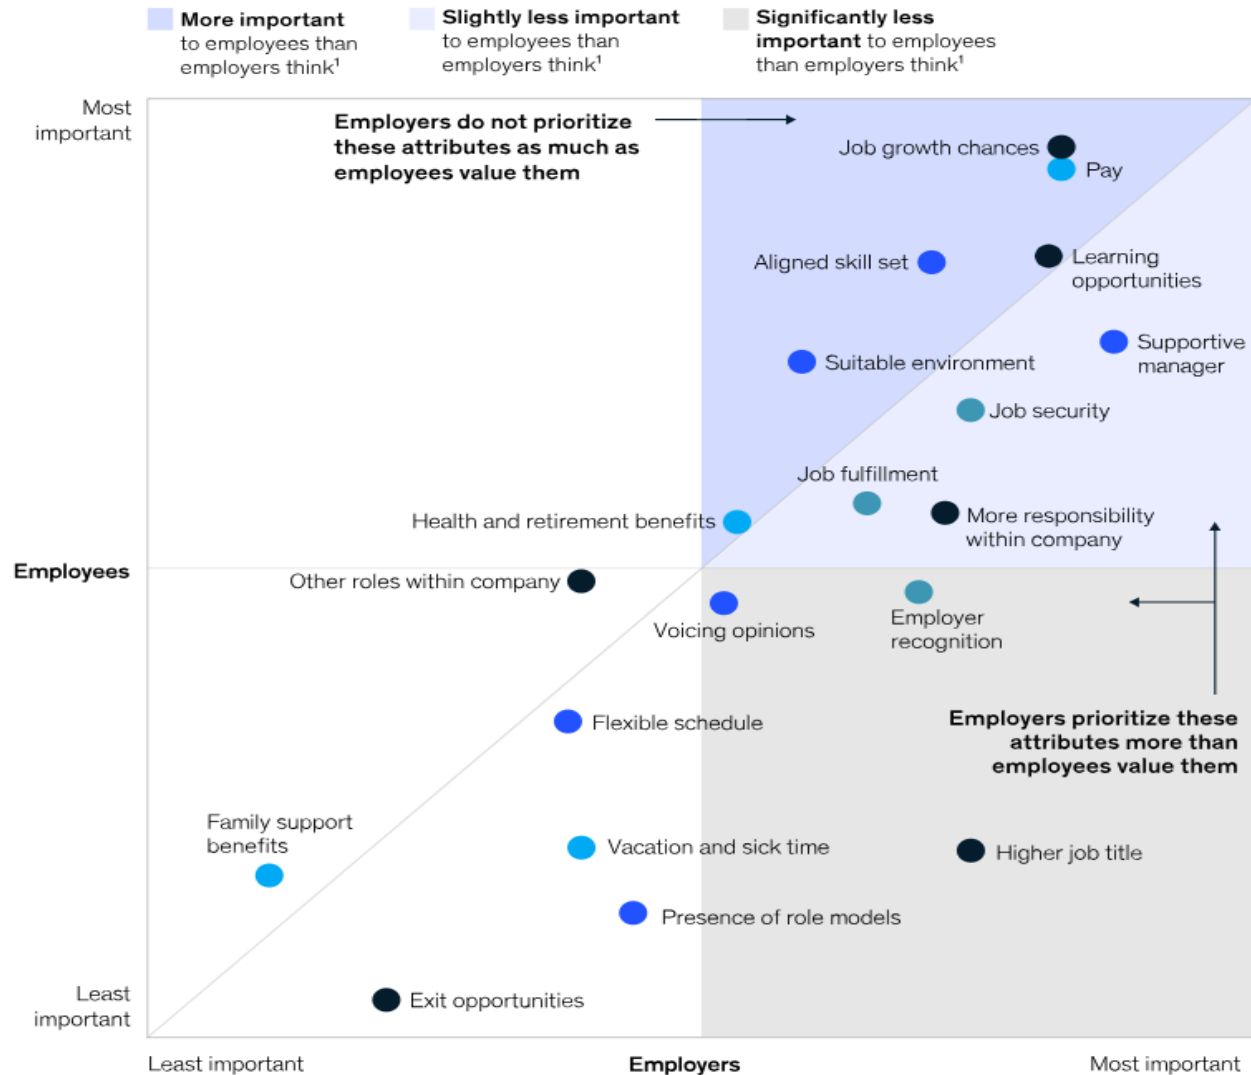 More important
to employees than
employers think¹
Slightly less important
to employees than
employers think¹
Significantly less
important to employees
than employers think¹
Most
important
Employers do not prioritize
these attributes as much as
employees value them
Job growth chances
Pay
Aligned skill set
Learning
opportunities
Supportive
manager
Suitable environment
Job security
Job fulfillment
Health and retirement benefits
More responsibility
within company
Employees
Other roles within company
Voicing opinions
Employer
recognition
Flexible schedule
Employers prioritize these
attributes more than
employees value them
Family support
benefits
Vacation and sick time
Higher job title
Presence of role models
Exit opportunities
Least
important
Least important
Employers
Most important